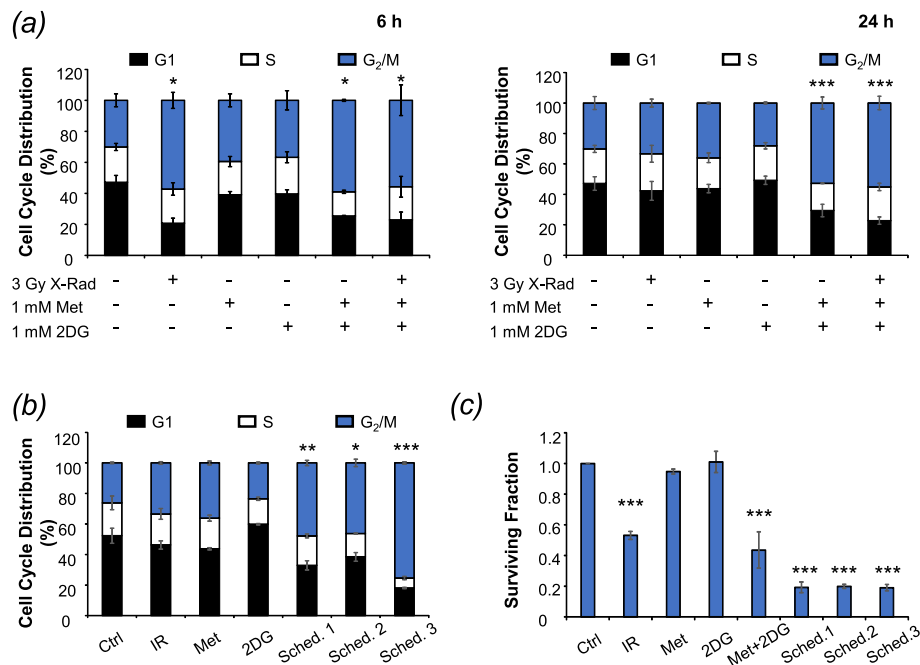 (a)
6 h
G1 S G₂/M
Cell Cycle Distribution
(%)
120
100
80
60
40
20
0
* * *
3 Gy X-Rad - + - - - +
1 mM Met - - + - + +
1 mM 2DG - - - + + +
24 h
G1 S G₂/M
Cell Cycle Distribution
(%)
120
100
80
60
40
20
0
*** ***
3 Gy X-Rad - + - - - +
1 mM Met - - + - + +
1 mM 2DG - - - + + +
(b)
G1 S G₂/M
Cell Cycle Distribution
(%)
120
100
80
60
40
20
0
** * ***
Ctrl IR Met 2DG Sched. 1 Sched. 2 Sched. 3
(c)
Surviving Fraction
1.2
1.0
0.8
0.6
0.4
0.2
0.0
*** *** *** *** ***
Ctrl IR Met 2DG Met+2DG Sched.1 Sched.2 Sched.3